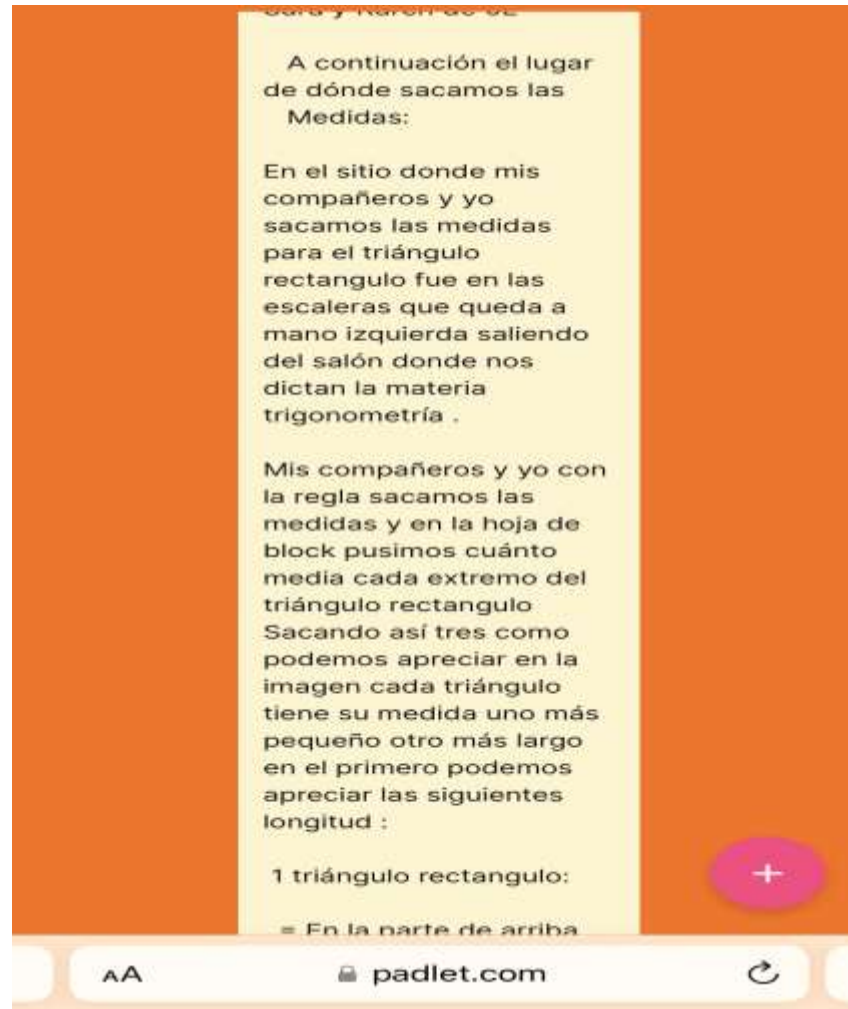 A continuación el lugar
de dónde sacamos las
Medidas:
En el sitio donde mis
compañeros y yo
sacamos las medidas
para el triángulo
rectangulo fue en las
escaleras que queda a
mano izquierda saliendo
del salón donde nos
dictan la materia
trigonometría .
Mis compañeros y yo con
la regla sacamos las
medidas y en la hoja de
block pusimos cuánto
media cada extremo del
triángulo rectangulo
Sacando así tres como
podemos apreciar en la
imagen cada triángulo
tiene su medida uno más
pequeño otro más largo
en el primero podemos
apreciar las siguientes
longitud :
1 triángulo rectangulo:
= En la parte de arriba
+
AA
padlet.com